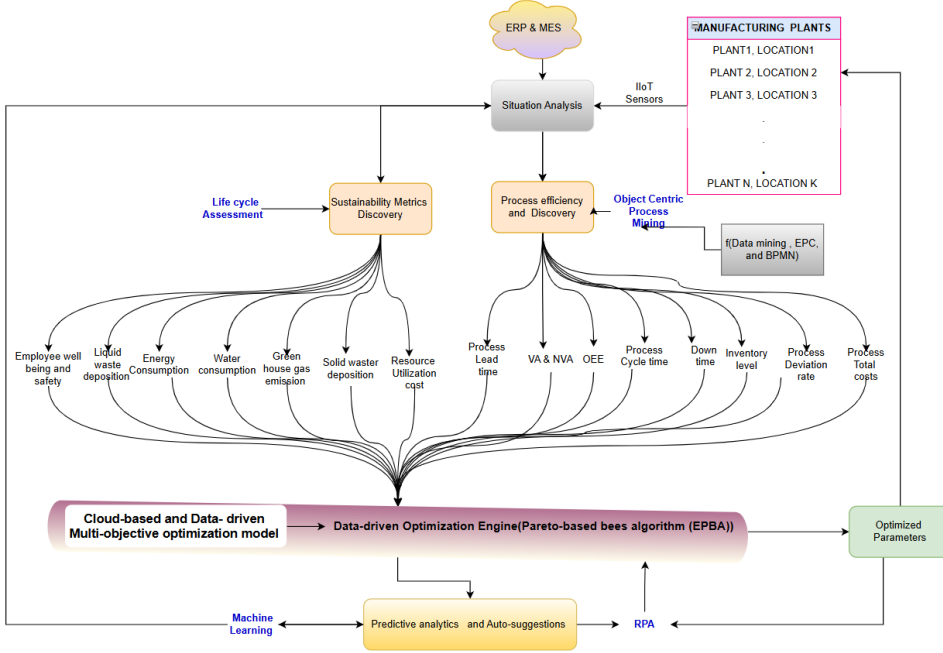 ERP & MES
MANUFACTURING PLANTS
PLANT1, LOCATION1
PLANT 2, LOCATION 2
PLANT 3, LOCATION 3
.
.
.
PLANT N, LOCATION K
IIoT
Sensors
Situation Analysis
Life cycle
Assessment
Sustainability Metrics
Discovery
Process efficiency
and Discovery
Object Centric
Process
Mining
f(Data mining , EPC,
and BPMN)
Employee well
being and
safety
Liquid
waste
deposition
Energy
Consumption
Water
consumption
Green
house gas
emission
Solid waster
deposition
Resource
Utilization
cost
Process
Lead
time
VA & NVA
OEE
Process
Cycle time
Down
time
Inventory
level
Process
Deviation
rate
Process
Total
costs
Cloud-based and Data- driven
Multi-objective optimization model
Data-driven Optimization Engine(Pareto-based bees algorithm (EPBA))
Optimized
Parameters
Machine
Learning
Predictive analytics and Auto-suggestions
RPA